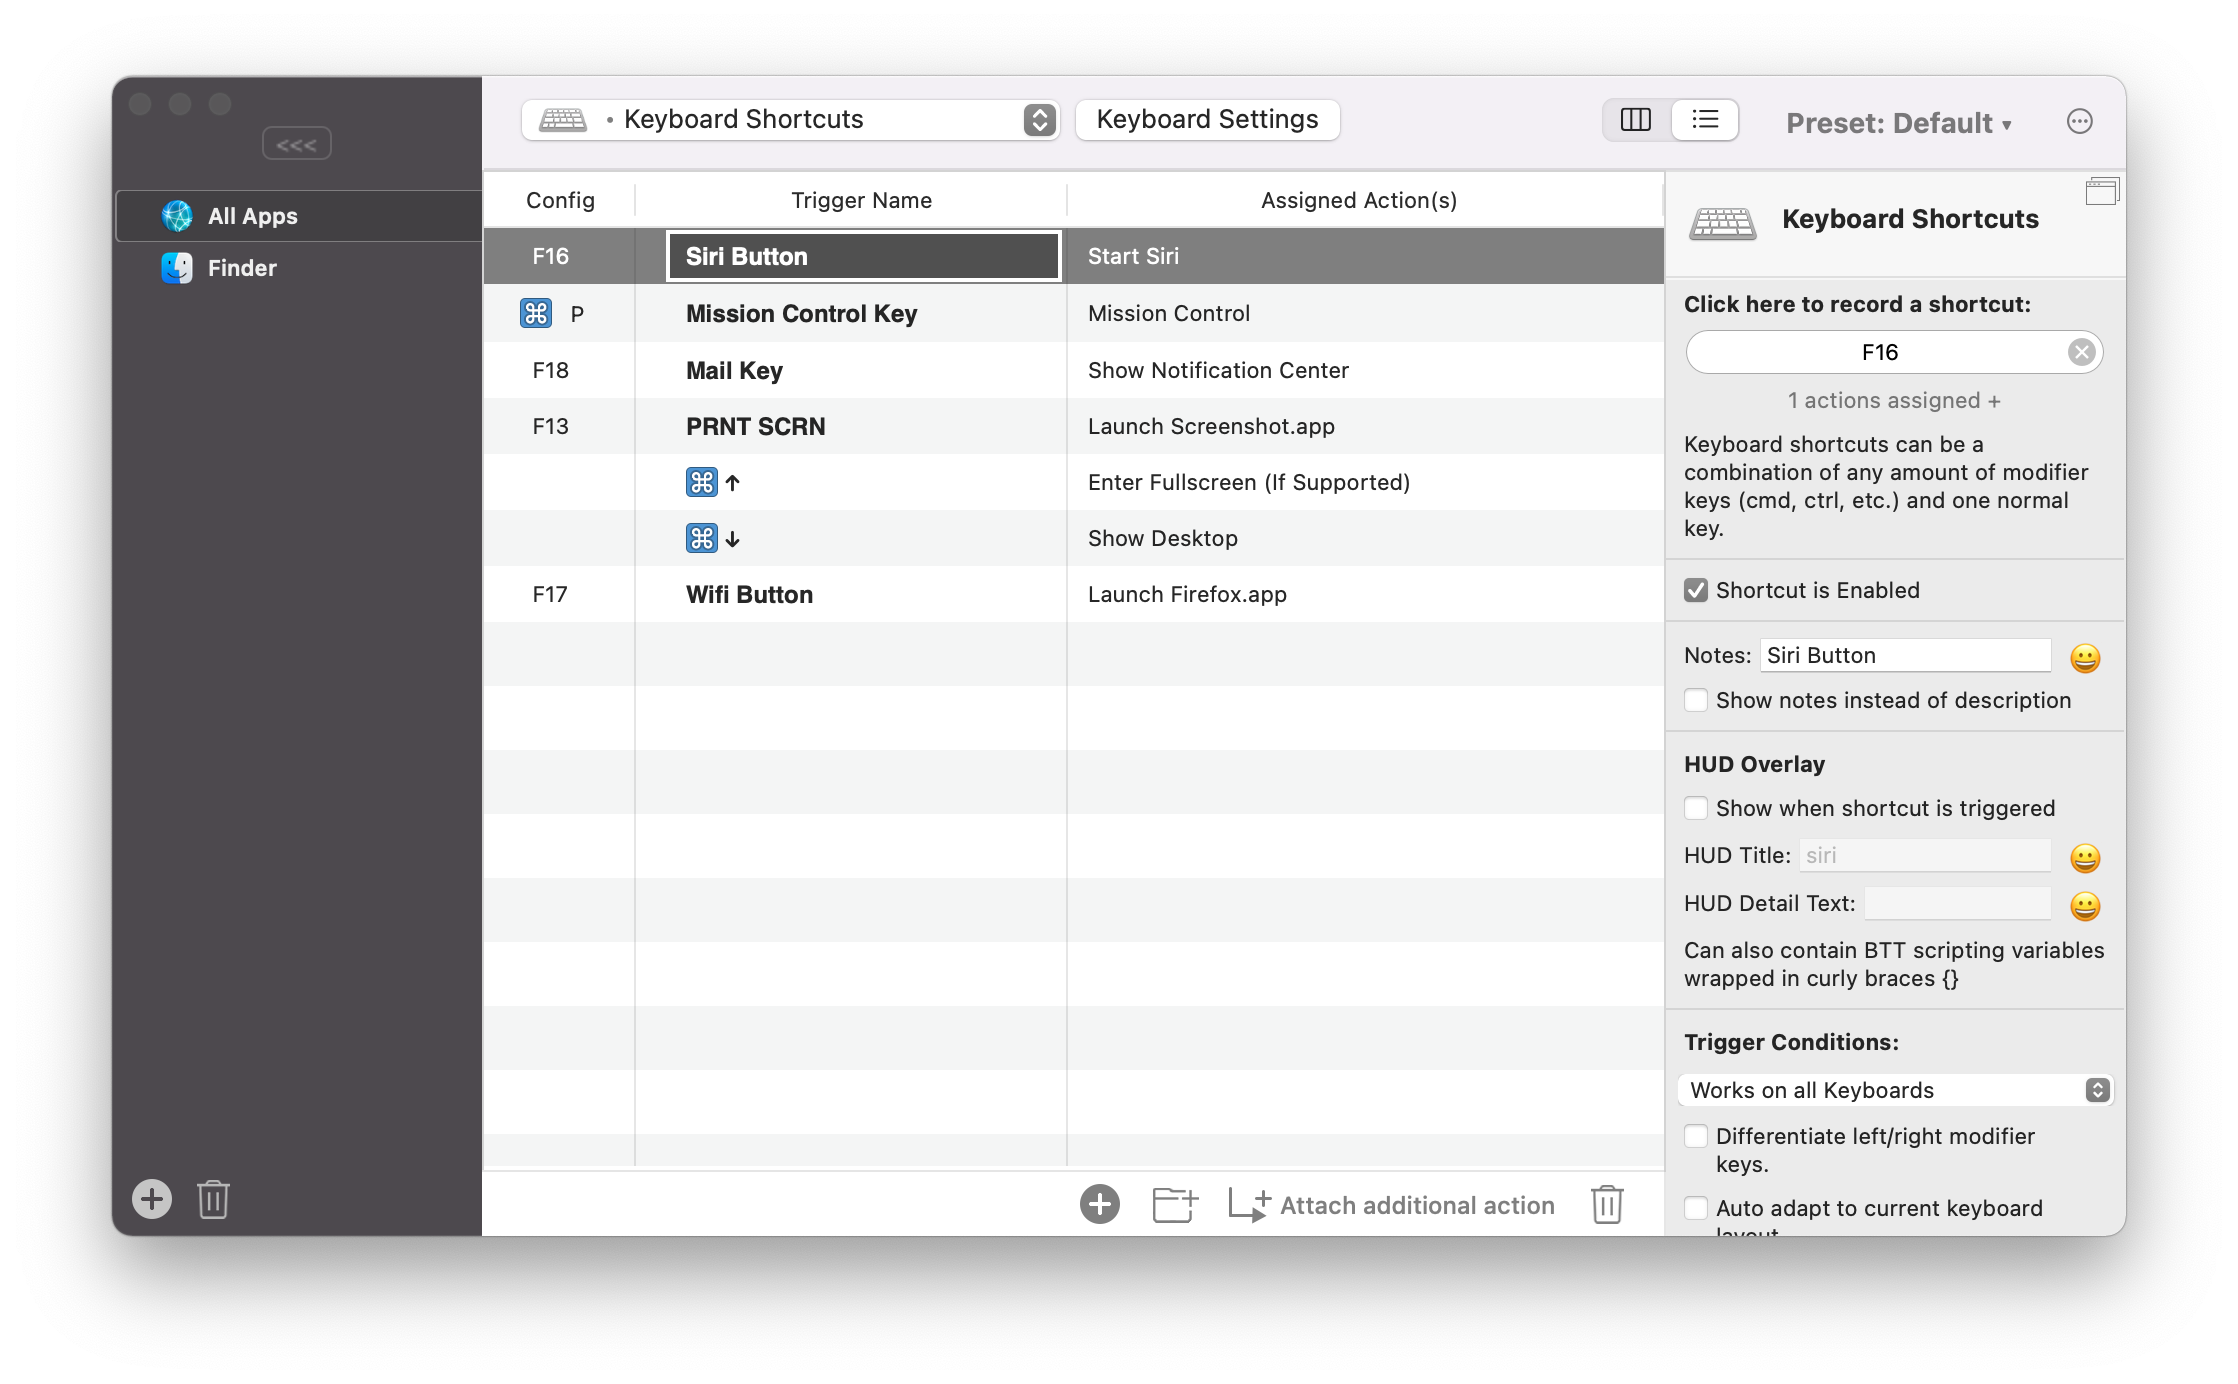 <<<
All Apps
Finder
• Keyboard Shortcuts
Keyboard Settings
Preset: Default ▾
Config
Trigger Name
Assigned Action(s)
F16
Siri Button
Start Siri
⌘ P
Mission Control Key
Mission Control
F18
Mail Key
Show Notification Center
F13
PRNT SCRN
Launch Screenshot.app
⌘ ↑
Enter Fullscreen (If Supported)
⌘ ↓
Show Desktop
F17
Wifi Button
Launch Firefox.app
Attach additional action
Keyboard Shortcuts
Click here to record a shortcut:
F16
1 actions assigned +
Keyboard shortcuts can be a
combination of any amount of modifier
keys (cmd, ctrl, etc.) and one normal
key.
Shortcut is Enabled
Notes: Siri Button
Show notes instead of description
HUD Overlay
Show when shortcut is triggered
HUD Title: siri
HUD Detail Text:
Can also contain BTT scripting variables
wrapped in curly braces {}
Trigger Conditions:
Works on all Keyboards
Differentiate left/right modifier
keys.
Auto adapt to current keyboard
layout